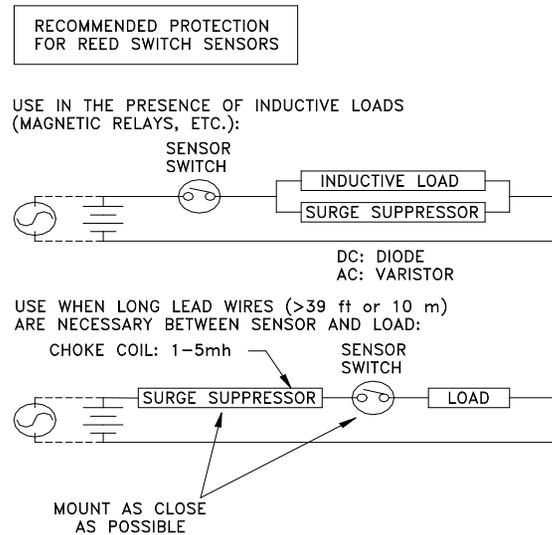 RECOMMENDED PROTECTION
FOR REED SWITCH SENSORS
USE IN THE PRESENCE OF INDUCTIVE LOADS
(MAGNETIC RELAYS, ETC.):
SENSOR
SWITCH
INDUCTIVE LOAD
SURGE SUPPRESSOR
DC: DIODE
AC: VARISTOR
USE WHEN LONG LEAD WIRES (>39 ft or 10 m)
ARE NECESSARY BETWEEN SENSOR AND LOAD:
CHOKE COIL: 1-5mh
SENSOR
SWITCH
SURGE SUPPRESSOR
LOAD
MOUNT AS CLOSE
AS POSSIBLE